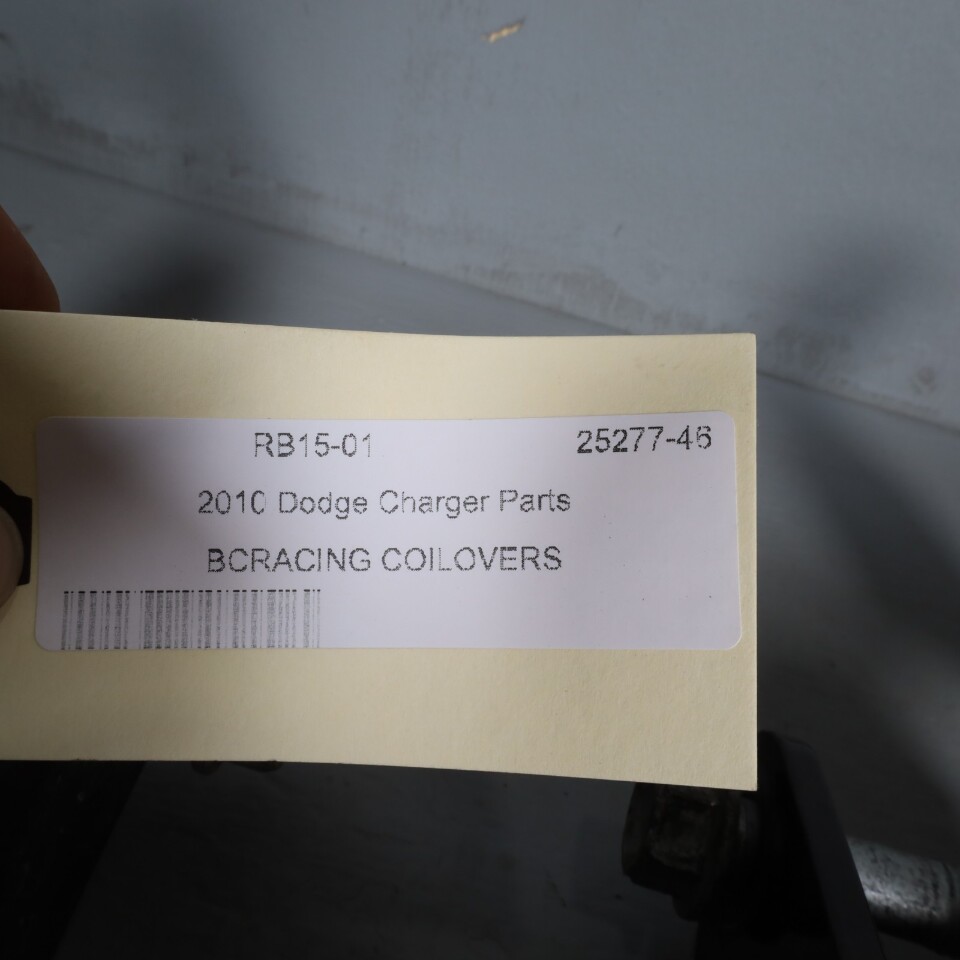 RB15-01 25277-46
2010 Dodge Charger Parts
BCRACING COILOVERS